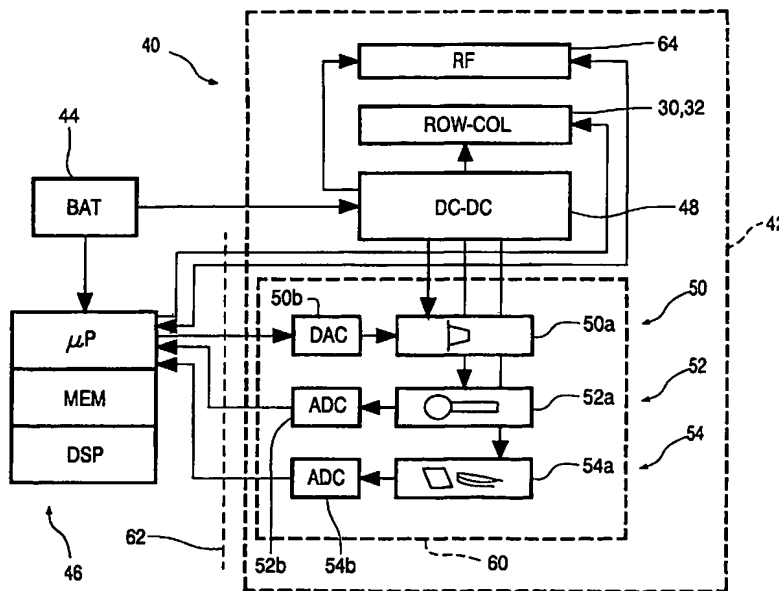 64
RF
40
30,32
ROW-COL
44
BAT
DC-DC
48
42
50b
50
DAC
50a
μP
52
ADC
52a
MEM
54
DSP
ADC
54a
62
46
52b
54b
60